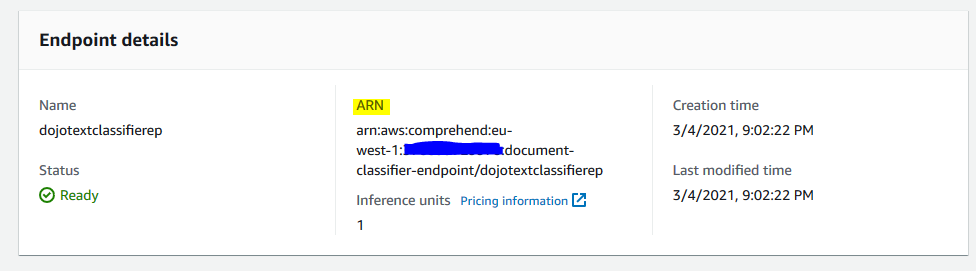 Endpoint details
Name
dojotextclassifierep
Status
Ready
ARN
arn:aws:comprehend:eu-
west-1: document-
classifier-endpoint/dojotextclassifierep
Inference units Pricing information
1
Creation time
3/4/2021, 9:02:22 PM
Last modified time
3/4/2021, 9:02:22 PM